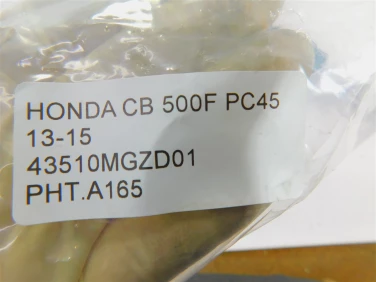 HONDA CB 500F PC45
13-15
43510MGZD01
PHT.A165